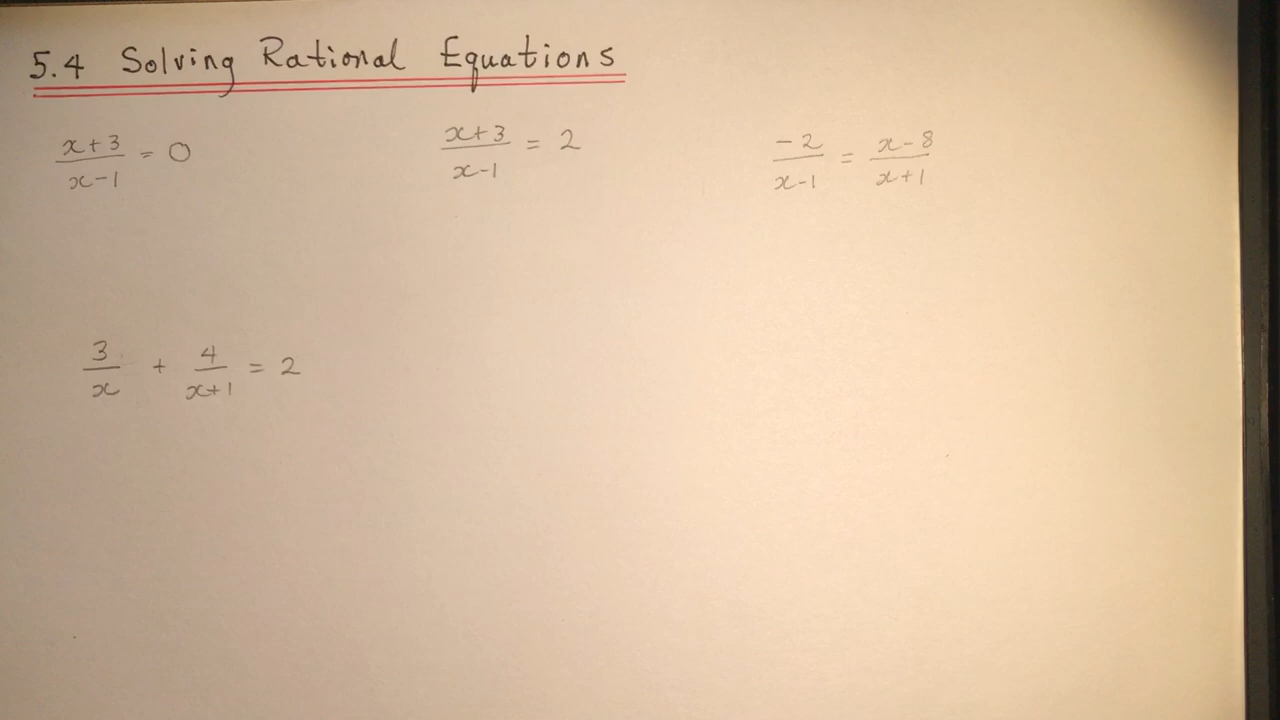 5.4 Solving Rational Equations
x+3/x-1 = 0
x+3/x-1 = 2
-2/x-1 = x-8/x+1
3/x + 4/x+1 = 2